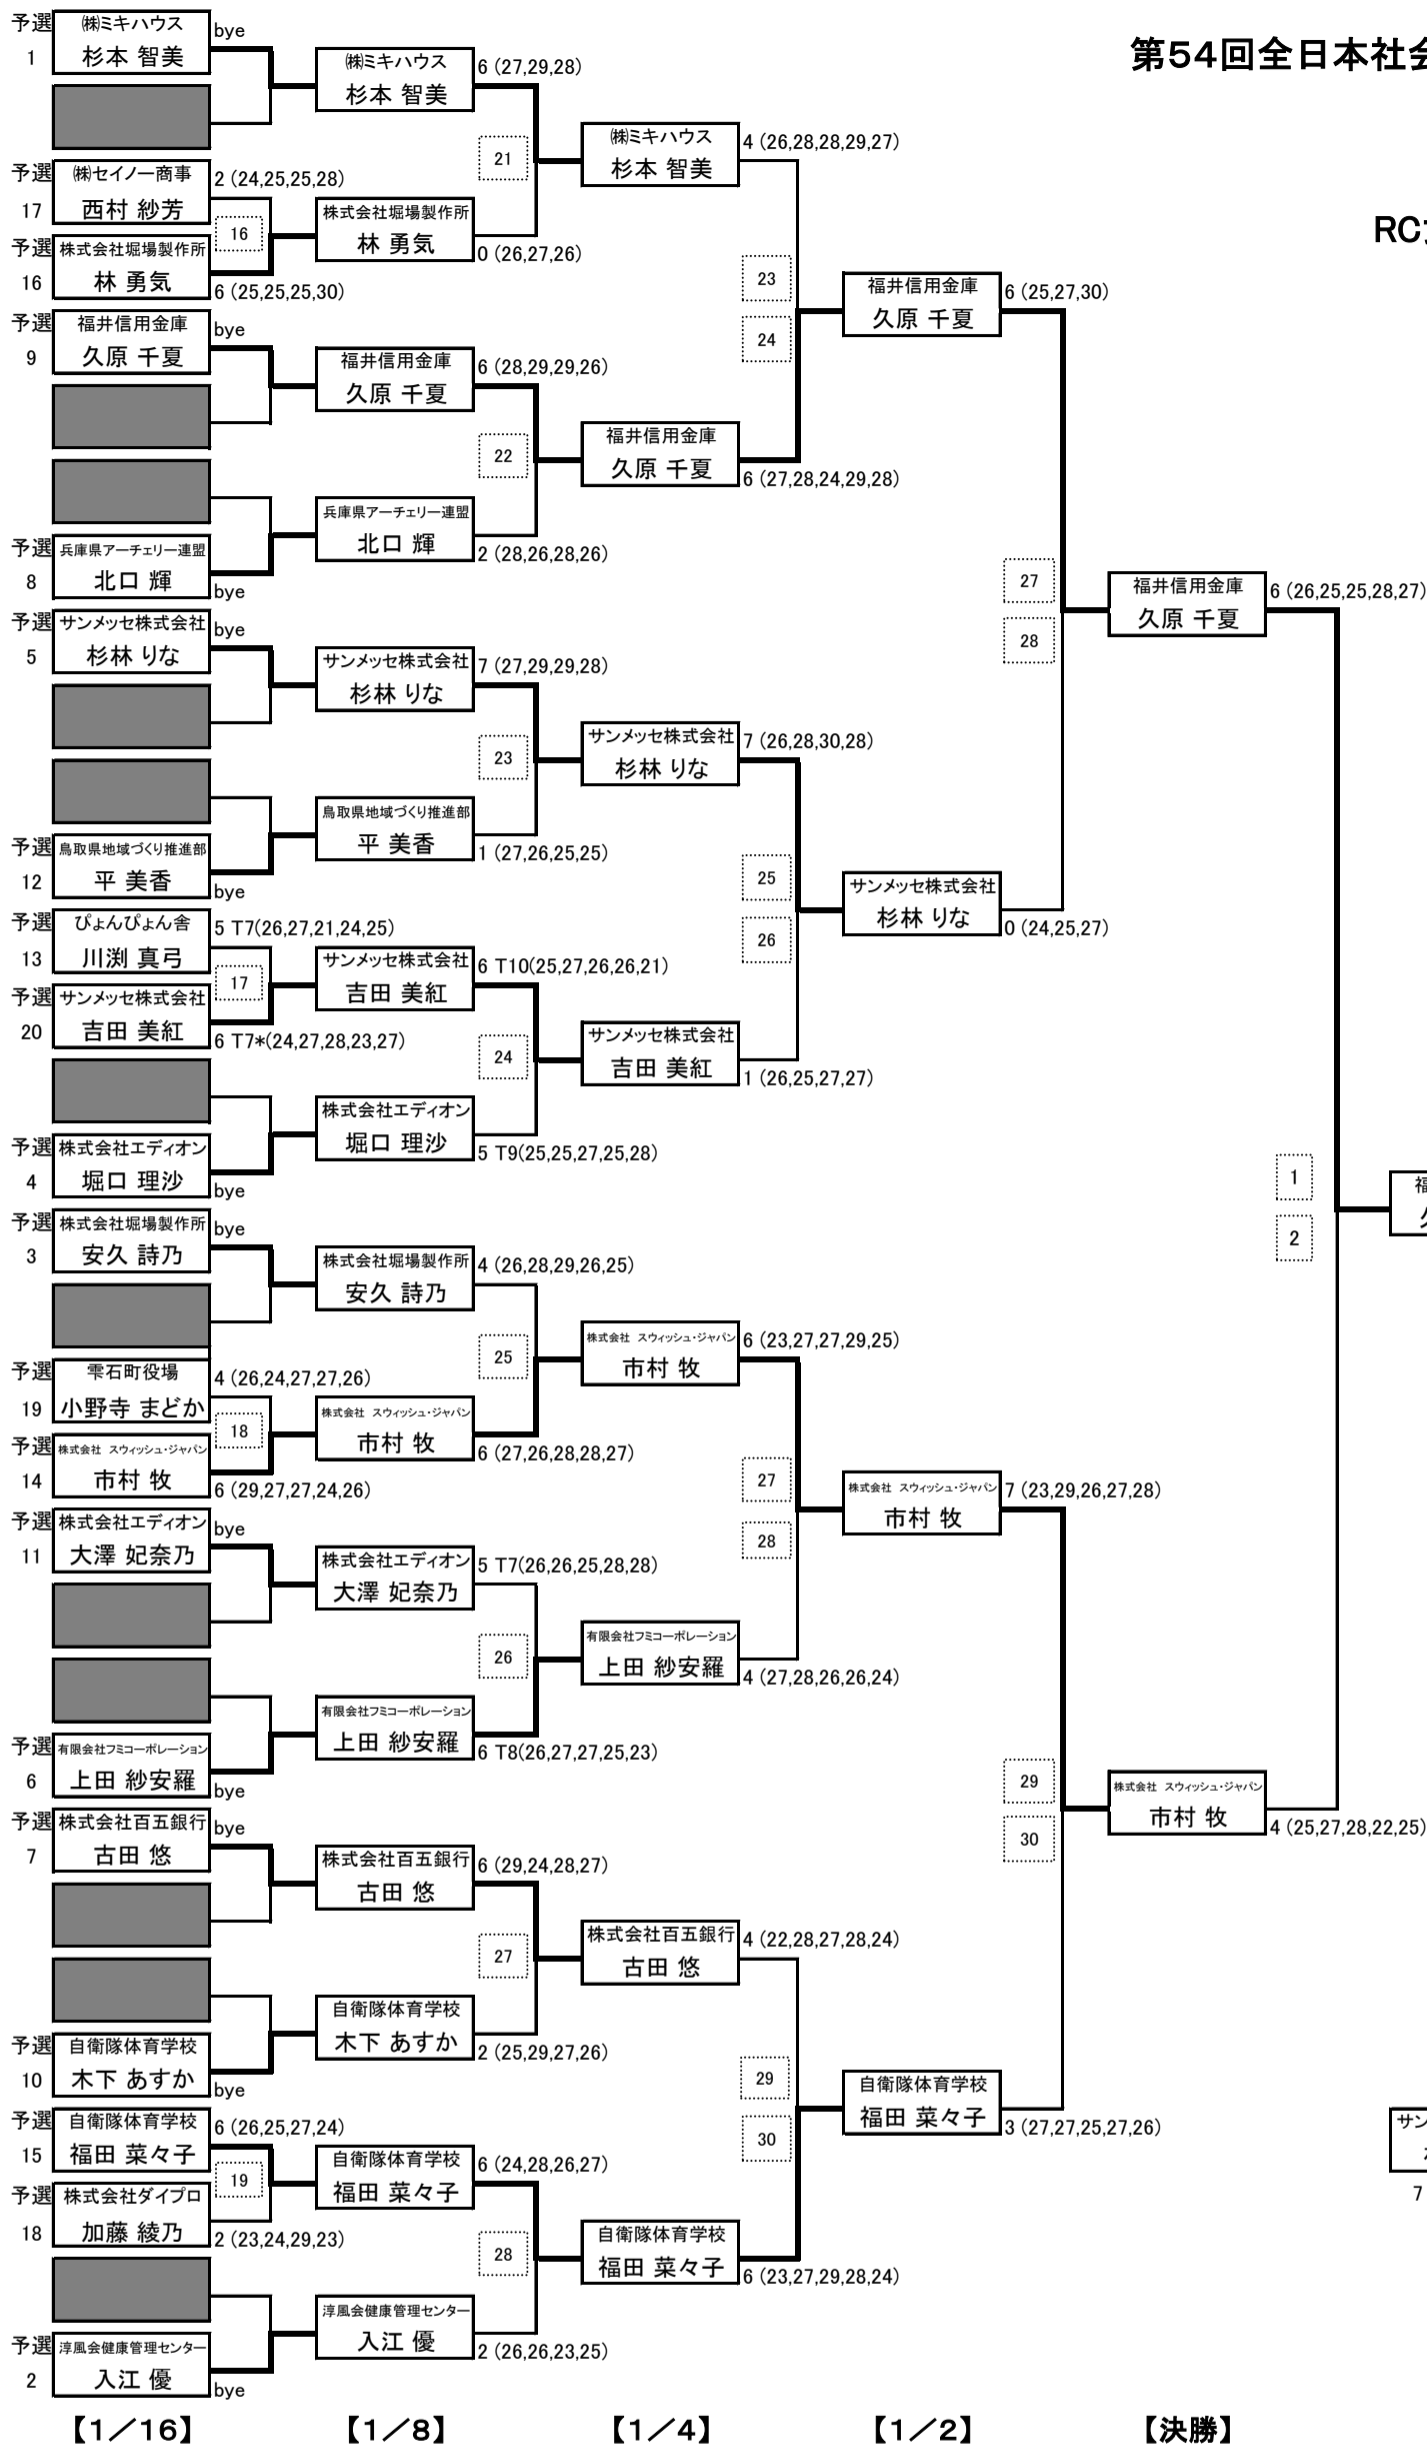 第54回全日本社会
RC
予選
1
㈱ミキハウス
杉本 智美
bye
予選
17
㈱セイノー商事
西村 紗芳
2 (24,25,25,28)
16
予選
16
株式会社堀場製作所
林 勇気
6 (25,25,25,30)
予選
9
福井信用金庫
久原 千夏
bye
予選
8
兵庫県アーチェリー連盟
北口 輝
bye
予選
5
サンメッセ株式会社
杉林 りな
bye
予選
12
鳥取県地域づくり推進部
平 美香
bye
予選
13
ぴょんぴょん舎
川渕 真弓
5 T7(26,27,21,24,25)
17
予選
20
サンメッセ株式会社
吉田 美紅
6 T7*(24,27,28,23,27)
予選
4
株式会社エディオン
堀口 理沙
bye
予選
3
株式会社堀場製作所
安久 詩乃
bye
予選
19
雫石町役場
小野寺 まどか
4 (26,24,27,27,26)
18
予選
14
株式会社 スウィッシュ・ジャパン
市村 牧
6 (29,27,27,24,26)
予選
11
株式会社エディオン
大澤 妃奈乃
bye
予選
6
有限会社フミコーポレーション
上田 紗安羅
bye
予選
7
株式会社百五銀行
古田 悠
bye
予選
10
自衛隊体育学校
木下 あすか
bye
予選
15
自衛隊体育学校
福田 菜々子
6 (26,25,27,24)
19
予選
18
株式会社ダイプロ
加藤 綾乃
2 (23,24,29,23)
予選
2
淳風会健康管理センター
入江 優
bye
㈱ミキハウス
杉本 智美
6 (27,29,28)
21
株式会社堀場製作所
林 勇気
0 (26,27,26)
福井信用金庫
久原 千夏
6 (28,29,29,26)
22
兵庫県アーチェリー連盟
北口 輝
2 (28,26,28,26)
サンメッセ株式会社
杉林 りな
7 (27,29,29,28)
23
鳥取県地域づくり推進部
平 美香
1 (27,26,25,25)
サンメッセ株式会社
吉田 美紅
6 T10(25,27,26,26,21)
24
株式会社エディオン
堀口 理沙
5 T9(25,25,27,25,28)
株式会社堀場製作所
安久 詩乃
4 (26,28,29,26,25)
25
株式会社 スウィッシュ・ジャパン
市村 牧
6 (27,26,28,28,27)
株式会社エディオン
大澤 妃奈乃
5 T7(26,26,25,28,28)
26
有限会社フミコーポレーション
上田 紗安羅
6 T8(26,27,27,25,23)
株式会社百五銀行
古田 悠
6 (29,24,28,27)
27
自衛隊体育学校
木下 あすか
2 (25,29,27,26)
自衛隊体育学校
福田 菜々子
6 (24,28,26,27)
28
淳風会健康管理センター
入江 優
2 (26,26,23,25)
㈱ミキハウス
杉本 智美
4 (26,28,28,29,27)
23
24
福井信用金庫
久原 千夏
6 (27,28,24,29,28)
サンメッセ株式会社
杉林 りな
7 (26,28,30,28)
25
26
サンメッセ株式会社
吉田 美紅
1 (26,25,27,27)
株式会社 スウィッシュ・ジャパン
市村 牧
6 (23,27,27,29,25)
27
28
有限会社フミコーポレーション
上田 紗安羅
4 (27,28,26,26,24)
株式会社百五銀行
古田 悠
4 (22,28,27,28,24)
29
30
自衛隊体育学校
福田 菜々子
6 (23,27,29,28,24)
福井信用金庫
久原 千夏
6 (25,27,30)
27
28
サンメッセ株式会社
杉林 りな
0 (24,25,27)
株式会社 スウィッシュ・ジャパン
市村 牧
7 (23,29,26,27,28)
29
30
自衛隊体育学校
福田 菜々子
3 (27,27,25,27,26)
福井信用金庫
久原 千夏
6 (26,25,25,28,27)
1
2
株式会社 スウィッシュ・ジャパン
市村 牧
4 (25,27,28,22,25)
サン
7
【1／16】
【1／8】
【1／4】
【1／2】
【決勝】